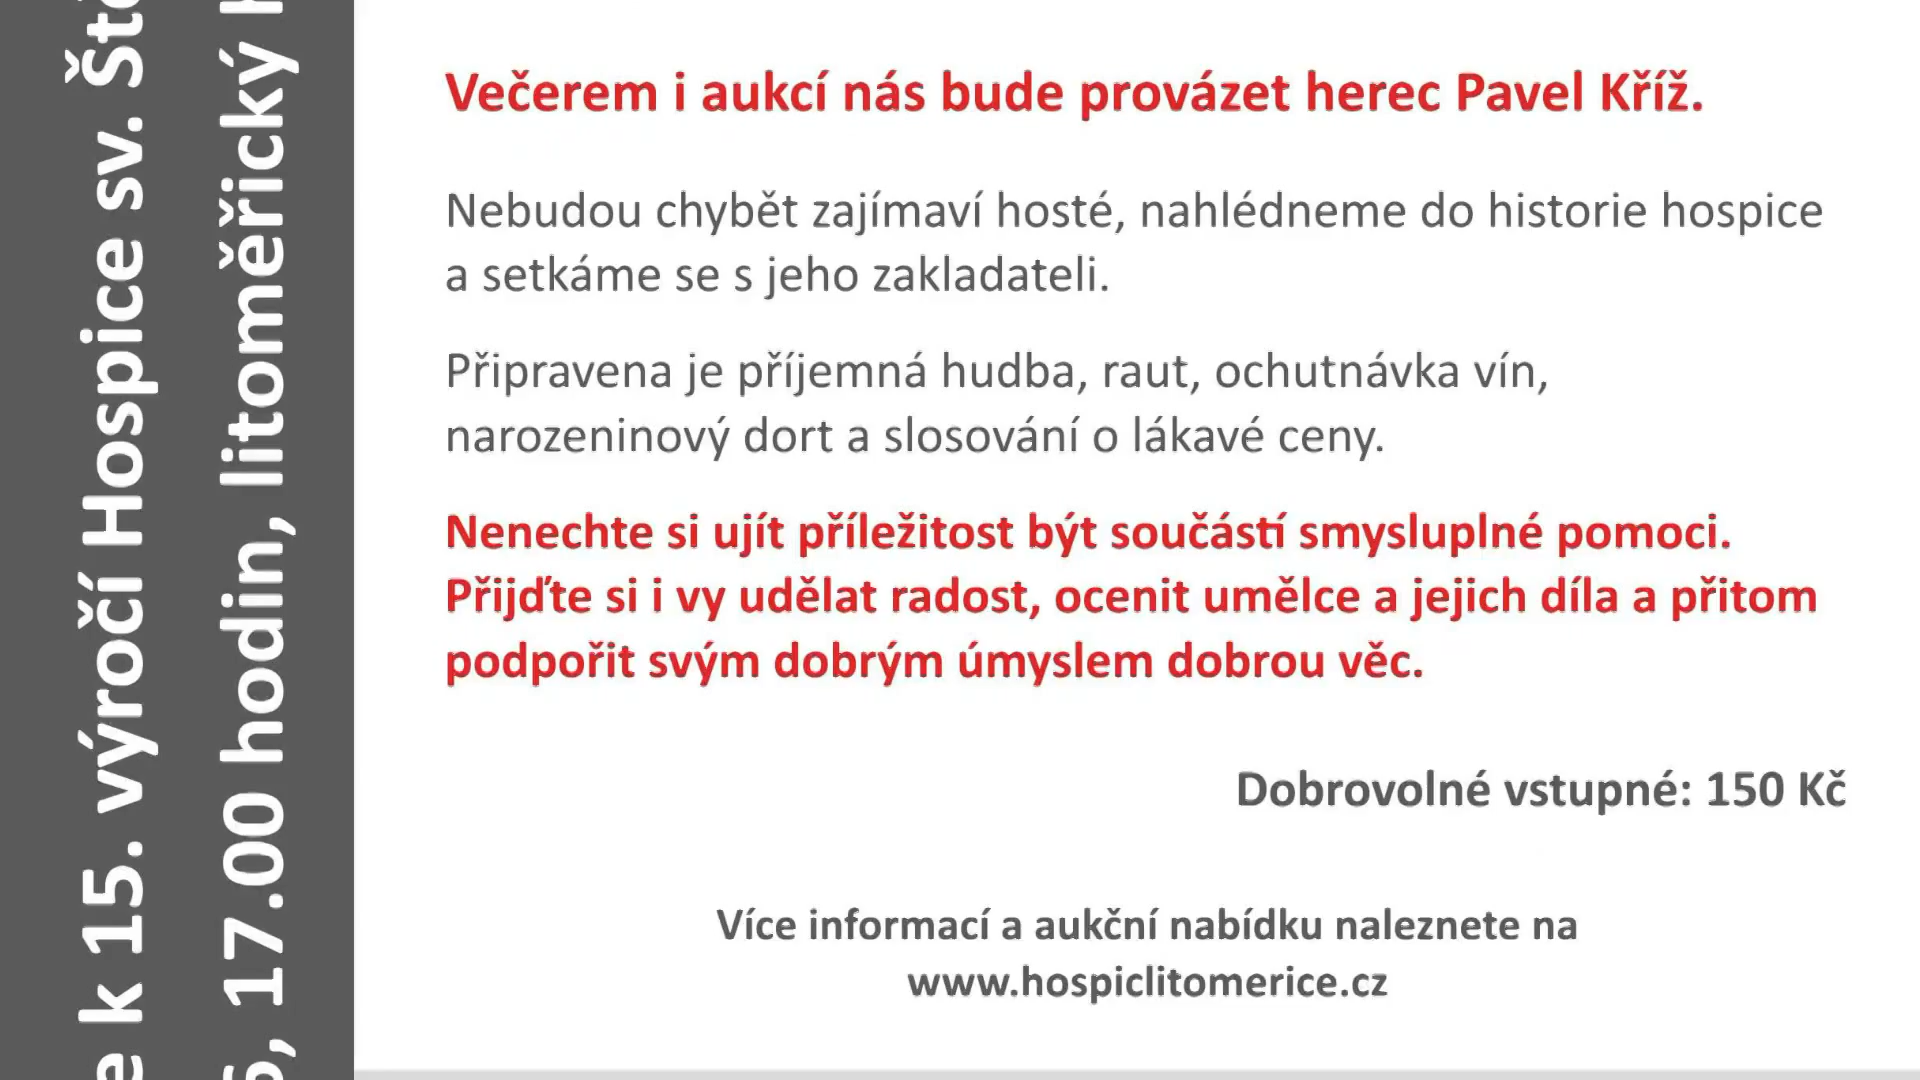 e k 15. výročí Hospice sv. Ště
17.00 hodin, litoměřický
Večerem i aukcí nás bude provázet herec Pavel Kříž.
Nebudou chybět zajímaví hosté, nahlédneme do historie hospice
a setkáme se s jeho zakladateli.
Připravena je příjemná hudba, raut, ochutnávka vín,
narozeninový dort a slosování o lákavé ceny.
Nenechte si ujít příležitost být součástí smysluplné pomoci.
Přijďte si i vy udělat radost, ocenit umělce a jejich díla a přitom
podpořit svým dobrým úmyslem dobrou věc.
Dobrovolné vstupné: 150 Kč
Více informací a aukční nabídku naleznete na
www.hospiclitomerice.cz